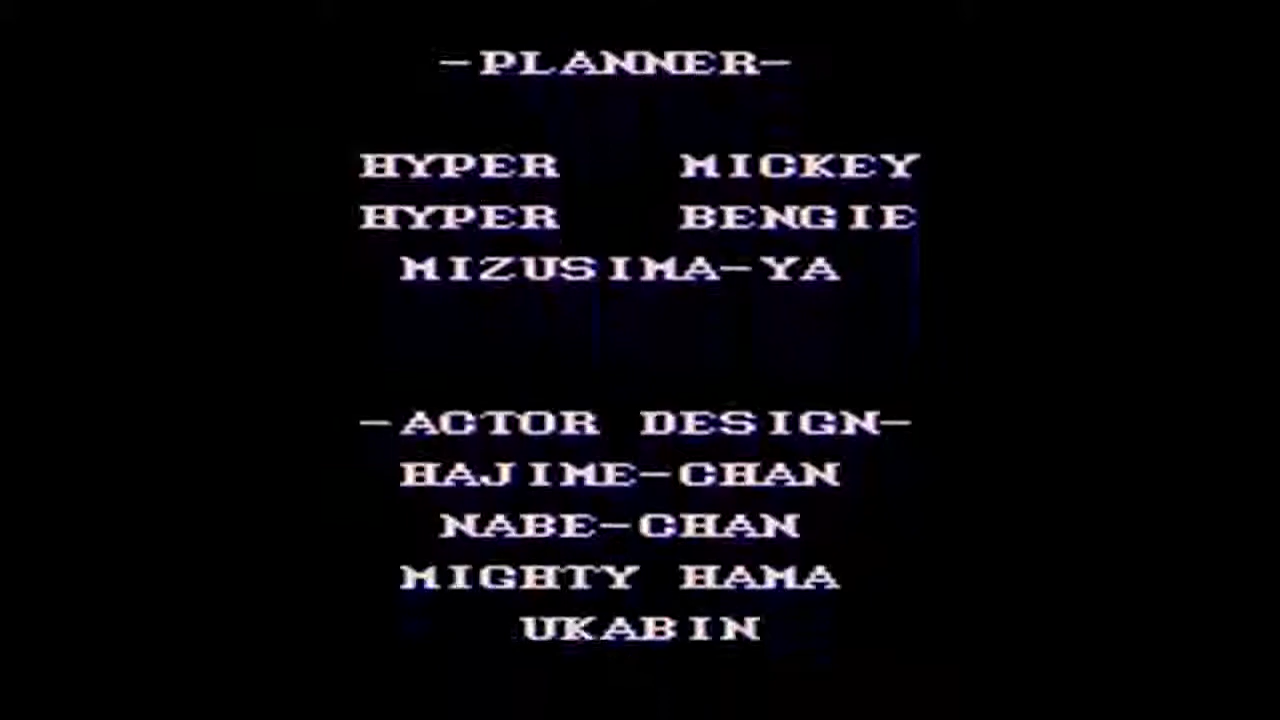 -PLANNER-
HYPER MICKEY
HYPER BENGIE
MIZUSIMA-YA
-ACTOR DESIGN-
HAJIME-CHAN
NABE-CHAN
MIGHTY HAMA
UKABIN